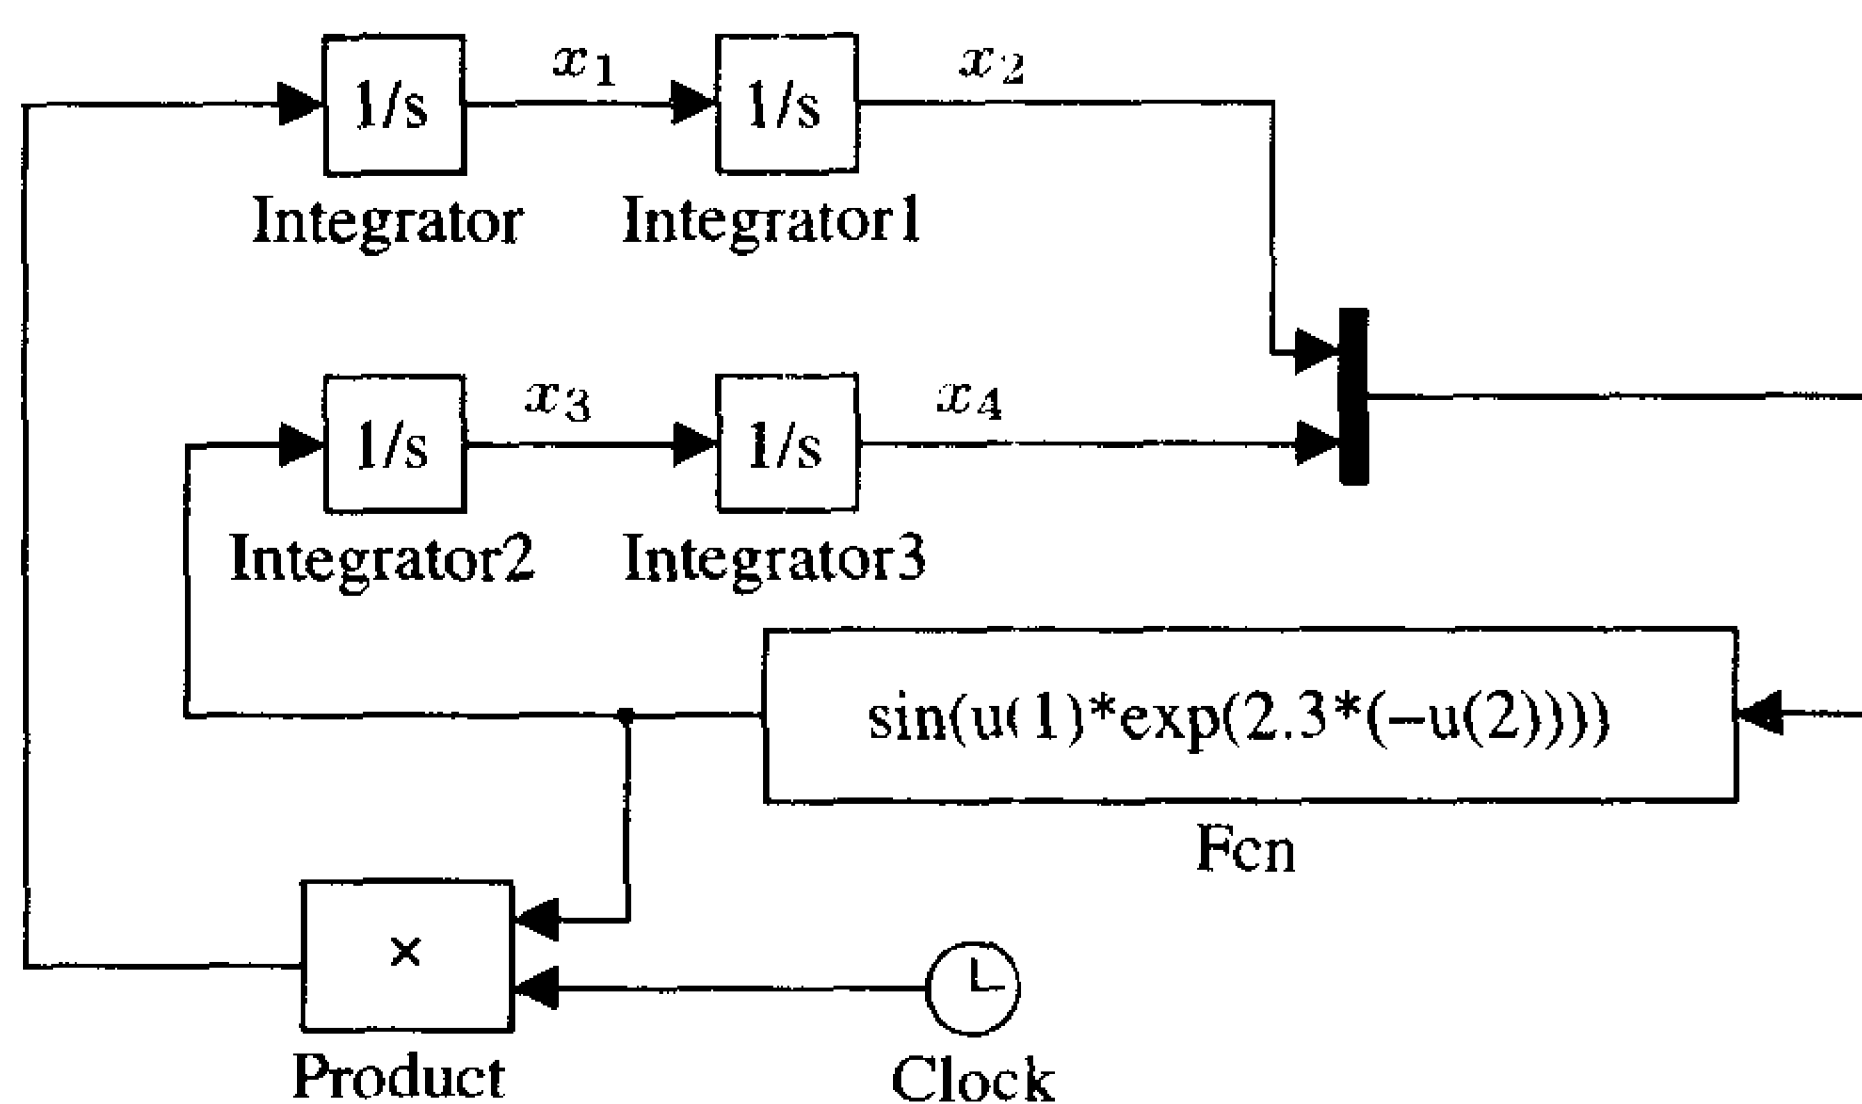 x1 x2
1/s 1/s
Integrator Integrator1
x3 x4
1/s 1/s
Integrator2 Integrator3
sin(u(1)*exp(2.3*(−u(2))))
Fcn
×
Product Clock